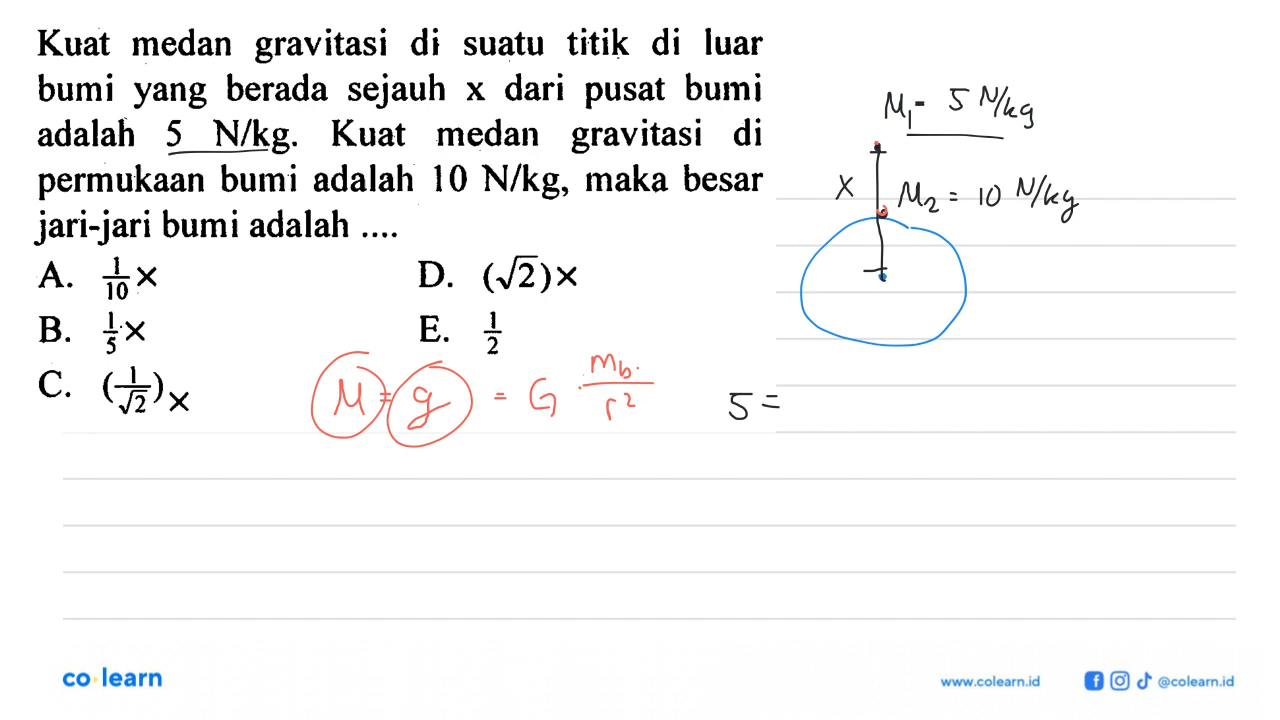 Kuat medan gravitasi di suatu titik di luar
bumi yang berada sejauh x dari pusat bumi
adalah 5 N/kg. Kuat medan gravitasi di
permukaan bumi adalah 10 N/kg, maka besar
jari-jari bumi adalah ....
A. 1/10 x
D. (√2)x
B. 1/5 x
E. 1/2
C. (1/√2)x
M₁ = 5 N/kg
x
M₂ = 10 N/kg
M = g = G m_b / r²
5 =
co learn
www.colearn.id
@colearn.id